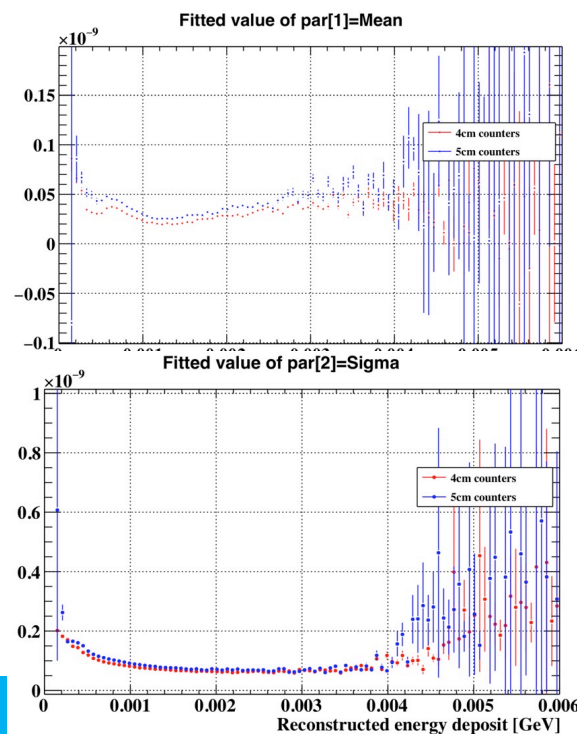 Fitted value of par[1]=Mean
×10⁻⁹
0.15
0.1
0.05
0
−0.05
−0.1
4cm counters
5cm counters
Fitted value of par[2]=Sigma
×10⁻⁹
1
0.8
0.6
0.4
0.2
0
4cm counters
5cm counters
0 0.001 0.002 0.003 0.004 0.005 0.006
Reconstructed energy deposit [GeV]